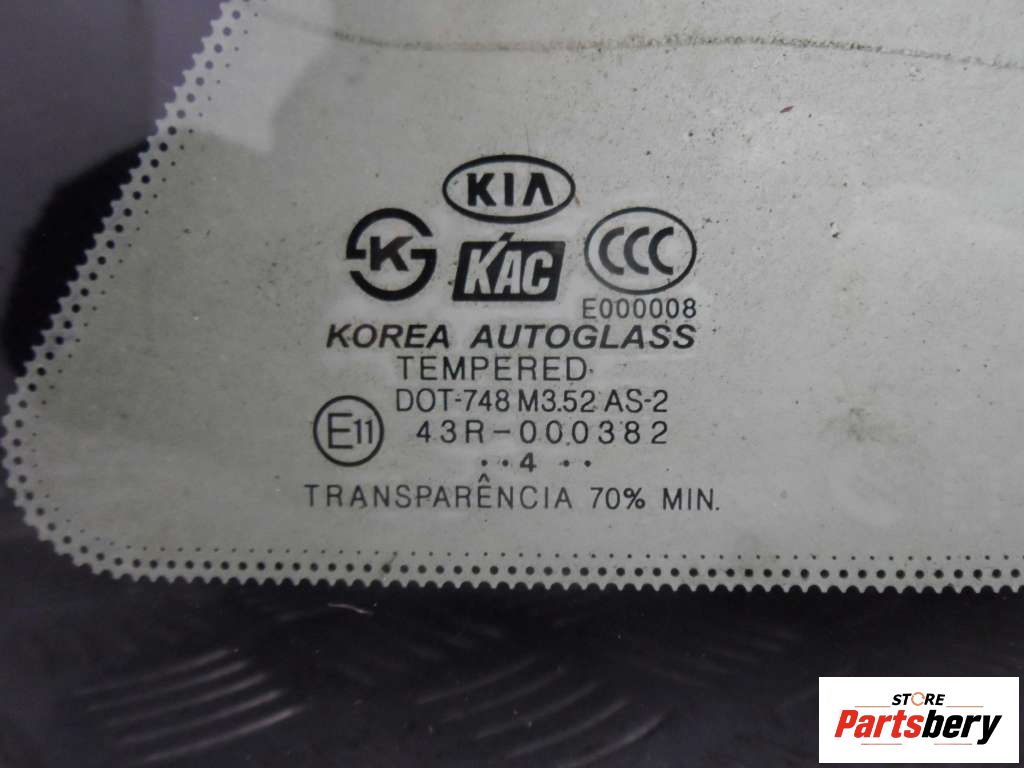 KIA
K
KAC
CCC
E000008
KOREA AUTOGLASS
TEMPERED
DOT-748 M3.52 AS-2
E11
43R-000382
..4 ..
TRANSPARÊNCIA 70% MIN.
STORE
Partsbery